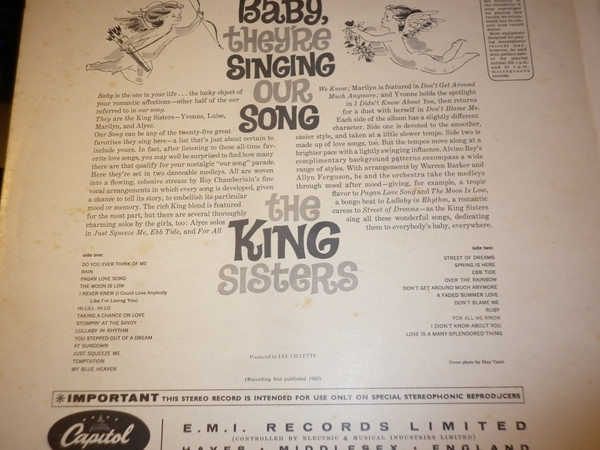 BABY,
they're
SINGING
OUR
SONG
Baby is the one in your life . . . the lucky object of
your romantic affections—other half of the our
referred to in our song.
They are the King Sisters—Yvonne, Luise,
Marilyn, and Alyce.
Our Song can be any of the twenty-five great
favorites they sing here—a list that's just about certain to
include yours. In fact, after listening to these all-time fav-
orite love songs, you may well be surprised to find how many
there are that qualify for your nostalgic "our song" parade.
Here they're set in two danceable medleys. All are woven
into a flowing, cohesive stream by Roy Chamberlain's fine
vocal arrangements in which every song is developed, given
a chance to tell its story, to embellish its particular
mood or memory. The rich King blend is featured
for the most part, but there are several thoroughly
charming solos by the girls, too: Alyce solos
in Just Squeeze Me, Ebb Tide, and For All
We Know; Marilyn is featured in Don't Get Around
Much Anymore; and Yvonne holds the spotlight
in I Didn't Know About You, then returns
for a duet with herself in Don't Blame Me.
Each side of the album has a slightly different
character. Side one is devoted to the smoother,
easier style, and taken at a little slower tempo. Side two is
made up of love songs, too. But the tempos move along at a
brighter pace with a lightly swinging influence. Alvino Rey's
complimentary background patterns encompass a wide
range of styles. With arrangements by Warren Barker and
Allyn Ferguson, he and the orchestra take the medleys
through mood after mood—giving, for example, a tropic
flavor to Pagan Love Song and The Moon Is Low,
a bongo beat to Lullaby in Rhythm, a romantic
caress to Street of Dreams—as the King Sisters
sing all these wonderful songs, dedicating
them to everybody's baby, everywhere.
the
KING
SISTERS
side one:
DO YOU EVER THINK OF ME
RAIN
PAGAN LOVE SONG
THE MOON IS LOW
I NEVER KNEW (I Could Love Anybody
Like I'm Loving You)
HI-LILI, HI-LO
TAKING A CHANCE ON LOVE
STOMPIN' AT THE SAVOY
LULLABY IN RHYTHM
YOU STEPPED OUT OF A DREAM
AT SUNDOWN
JUST SQUEEZE ME
TEMPTATION
MY BLUE HEAVEN
side two:
STREET OF DREAMS
SPRING IS HERE
EBB TIDE
OVER THE RAINBOW
DON'T GET AROUND MUCH ANYMORE
A FADED SUMMER LOVE
DON'T BLAME ME
RUBY
FOR ALL WE KNOW
I DIDN'T KNOW ABOUT YOU
LOVE IS A MANY-SPLENDORED THING
Produced by LEE GILLETTE
Cover photo by Max Tatch
(Recording first published
*IMPORTANT THIS STEREO RECORD IS INTENDED FOR USE ONLY ON SPECIAL STEREOPHONIC REPRODUCERS
Capitol
E.M.I. RECORDS LIMITED
(CONTROLLED BY ELECTRIC & MUSICAL INDUSTRIES LIMITED)
HAYES • MIDDLESEX • ENGLAND